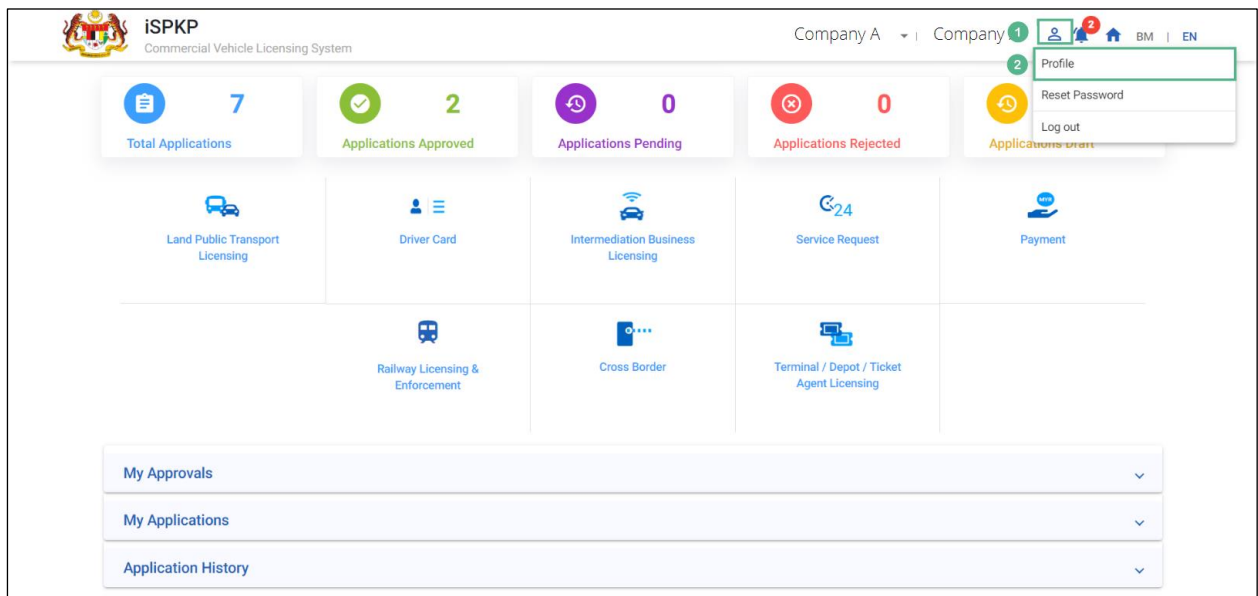 iSPKP
Commercial Vehicle Licensing System
Company A | Company 1 2 BM | EN
2 Profile
Reset Password
Log out
7
Total Applications
2
Applications Approved
0
Applications Pending
0
Applications Rejected
Applications Draft
Land Public Transport
Licensing
Driver Card
Intermediation Business
Licensing
24
Service Request
MYR
Payment
Railway Licensing &
Enforcement
Cross Border
Terminal / Depot / Ticket
Agent Licensing
My Approvals
My Applications
Application History